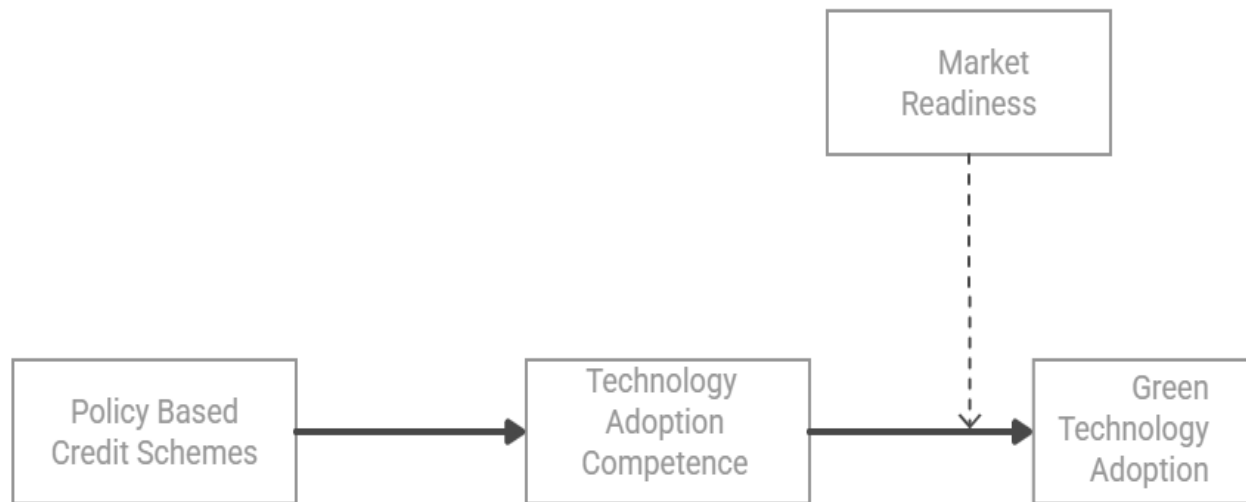 Market
Readiness
Policy Based
Credit Schemes
Technology
Adoption
Competence
Green
Technology
Adoption